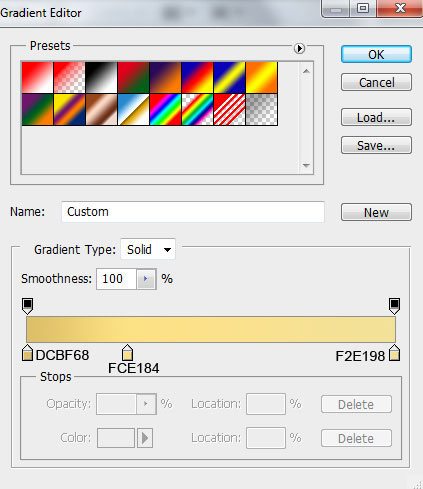 Gradient Editor
Presets
OK
Cancel
Load...
Save...
Name: Custom New
Gradient Type: Solid
Smoothness: 100 %
DCBF68 FCE184 F2E198
Stops
Opacity: % Location: % Delete
Color: Location: % Delete